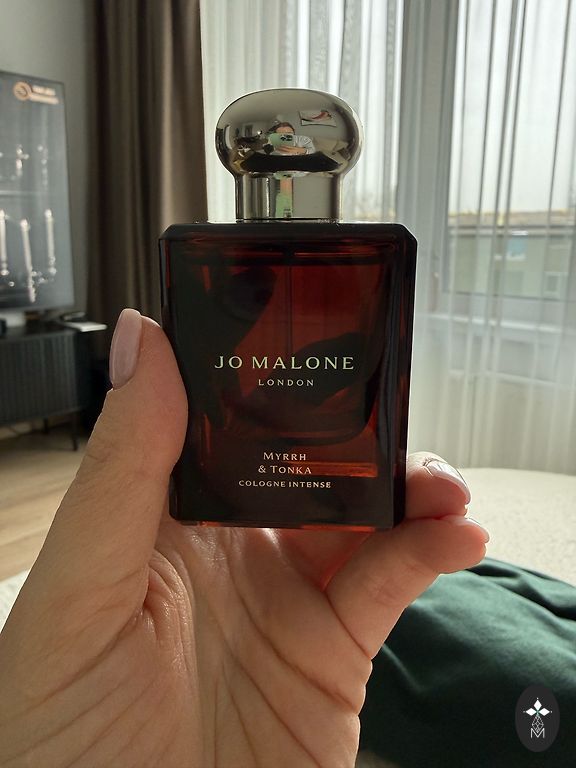 JO MALONE
LONDON
MYRRH
& TONKA
COLOGNE INTENSE
M